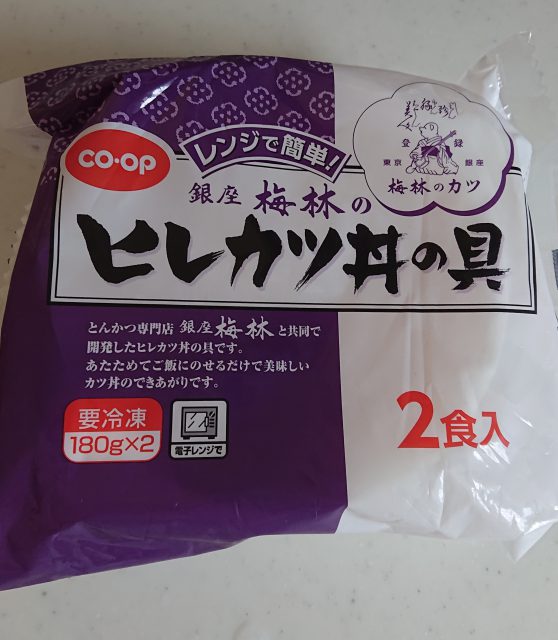 CO・OP
レンジで簡単!
登録
東京 銀座
梅林のカツ
銀座 梅林の
ヒレカツ丼の具
とんかつ専門店 銀座 梅林 と共同で
開発したヒレカツ丼の具です。
あたためてご飯にのせるだけで美味しい
カツ丼のできあがりです。
要冷凍
180g×2
電子レンジで
2食入